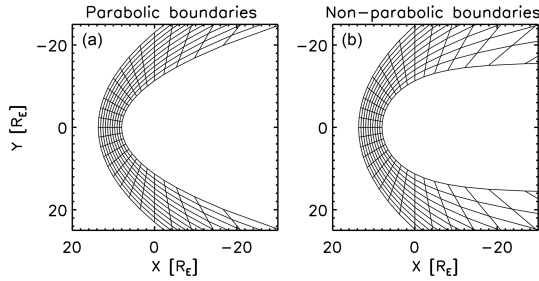 Parabolic boundaries
Non-parabolic boundaries
(a)
(b)
-20
0
20
Y [R_E]
20 0 -20
X [R_E]
-20
0
20
20 0 -20
X [R_E]